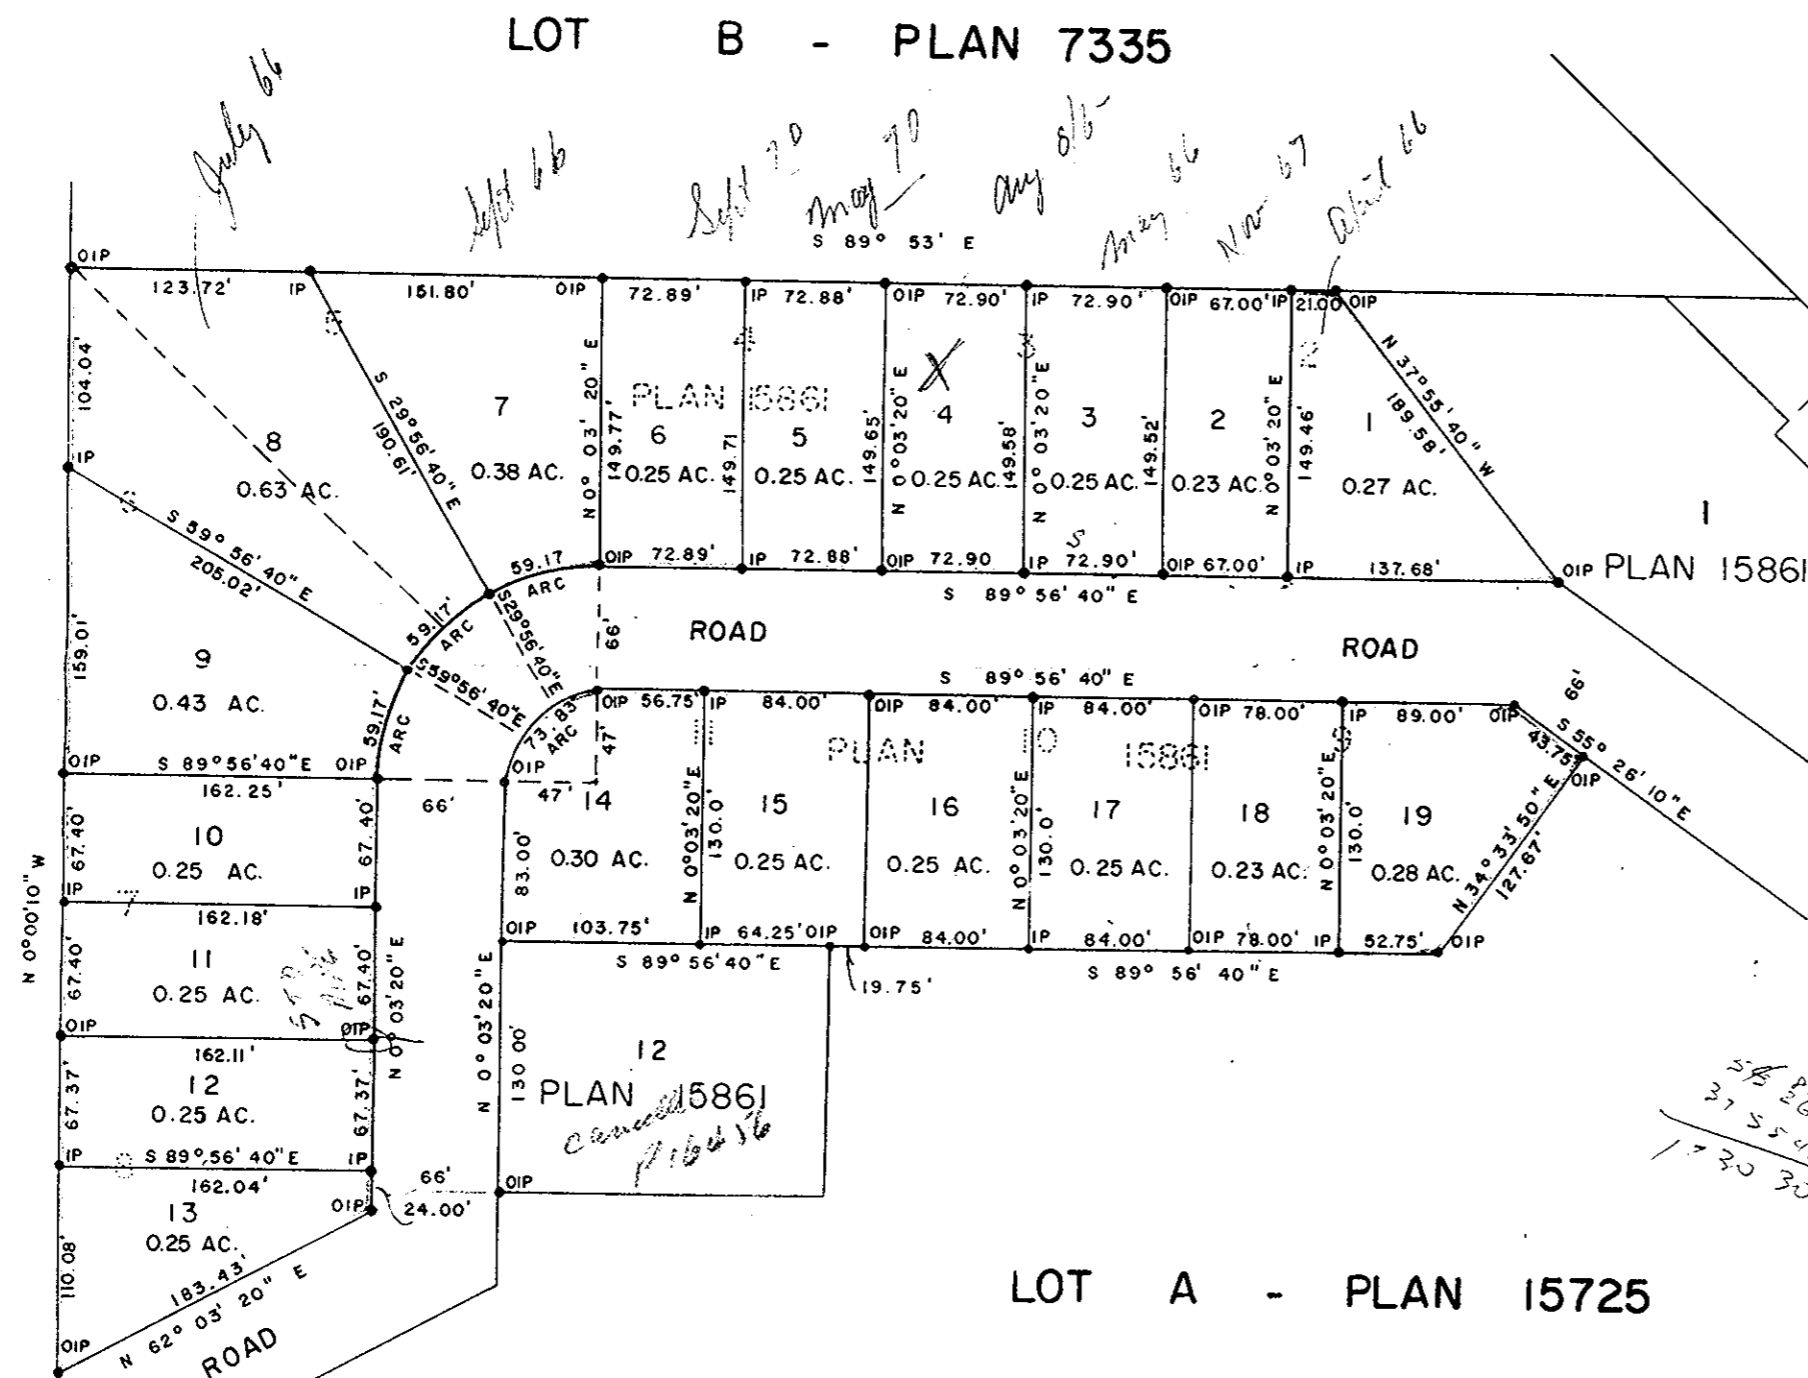 LOT B - PLAN 7335
July 66
Sept 66
Sept 70
May 70
Aug
May 66
Nov 67
April 66
S 89° 53' E
OIP 123.72' IP 151.80' OIP 72.89' IP 72.88' OIP 72.90' IP 72.90' OIP 67.00' IP 21.00 OIP
104.04'
8
0.63 AC.
S 29° 56' 40" E
190.61'
7
0.38 AC.
N 0° 03' 20" E
149.77'
PLAN 15861
4
6
0.25 AC.
149.71
5
0.25 AC.
149.65'
N 0° 03' 20" E
X
4
0.25 AC.
149.58'
3
N 0° 03' 20" E
3
0.25 AC.
149.52'
2
0.23 AC.
N 0° 03' 20" E
149.46'
2
1
0.27 AC.
N 37° 55' 40" W
189.58'
1
PLAN 15861
IP
S 59° 56' 40" E
205.02'
59.17 ARC
OIP 72.89' IP 72.88' OIP 72.90 IP 72.90' OIP 67.00' IP 137.68' OIP
S 89° 56' 40" E
59.17' ARC
S 29° 56' 40" E
66'
ROAD
ROAD
159.01'
9
0.43 AC.
S 59° 56' 40" E
59.17' ARC
S 89° 56' 40" E
73.83' ARC
47'
OIP 56.75' IP 84.00' OIP 84.00' IP 84.00' OIP 78.00' IP 89.00' OIP
66'
S 55° 26' 10" E
43.75'
OIP
11
PLAN
10
15861
9
OIP S 89° 56' 40" E OIP
162.25'
66'
OIP
47'
14
0.30 AC.
83.00'
N 0° 03' 20" E
130.0'
15
0.25 AC.
16
0.25 AC.
N 0° 03' 20" E
130.0'
17
0.25 AC.
18
0.23 AC.
N 0° 03' 20" E
130.0'
19
0.28 AC.
N 34° 33' 50" E
127.67'
67.40'
10
0.25 AC.
67.40'
N 0° 00' 10" W
IP
7
IP
162.18'
OIP 103.75' IP 64.25' OIP OIP 84.00' IP 84.00' OIP 78.00' IP 52.75' OIP
S 89° 56' 40" E
19.75'
S 89° 56' 40" E
67.40'
11
0.25 AC.
67.40'
N 0° 03' 20" E
N 0° 03' 20" E
130.00'
OIP OIP
162.11'
67.37'
12
0.25 AC.
67.37'
12
PLAN 15861
IP S 89° 56' 40" E IP
8
162.04'
66'
OIP
OIP
24.00'
13
0.25 AC.
110.08'
183.43'
N 62° 03' 20" E
OIP
ROAD
LOT A - PLAN 15725